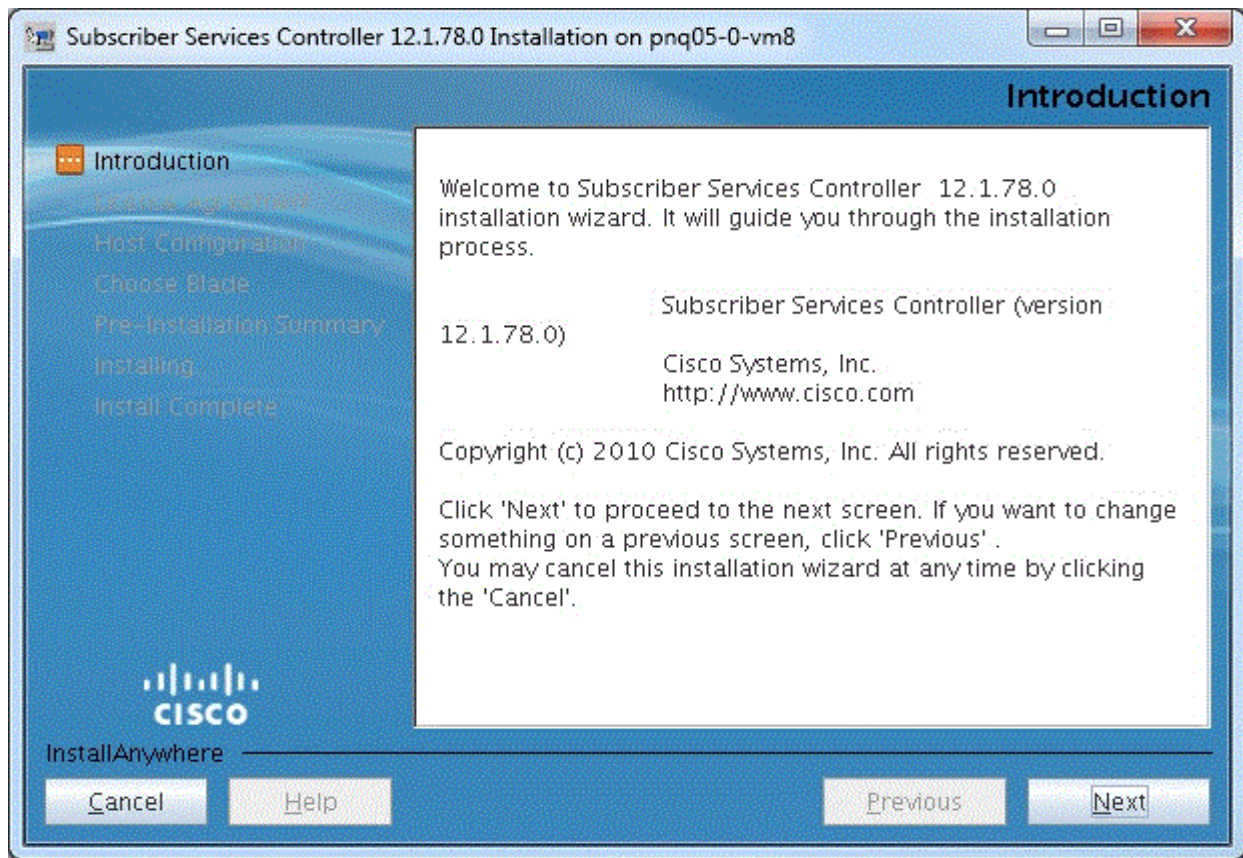 Subscriber Services Controller 12.1.78.0 Installation on pnq05-0-vm8
Introduction
Introduction
License Agreement
Host Configuration
Choose Blade
Pre-Installation Summary
Installing...
Install Complete
Welcome to Subscriber Services Controller 12.1.78.0
installation wizard. It will guide you through the installation
process.
Subscriber Services Controller (version
12.1.78.0)
Cisco Systems, Inc.
http://www.cisco.com
Copyright (c) 2010 Cisco Systems, Inc. All rights reserved.
Click 'Next' to proceed to the next screen. If you want to change
something on a previous screen, click 'Previous' .
You may cancel this installation wizard at any time by clicking
the 'Cancel'.
CISCO
InstallAnywhere
Cancel
Help
Previous
Next